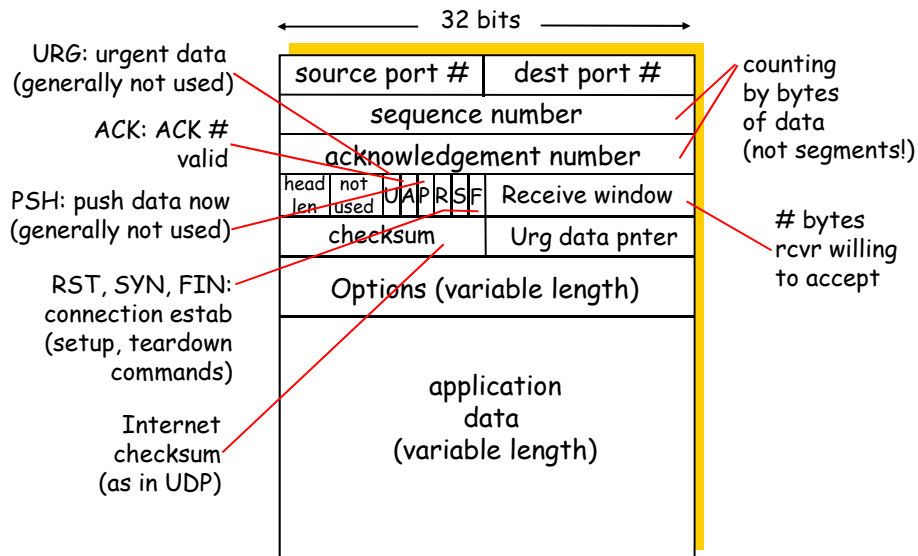 32 bits
URG: urgent data
(generally not used)
ACK: ACK #
valid
PSH: push data now
(generally not used)
RST, SYN, FIN:
connection estab
(setup, teardown
commands)
Internet
checksum
(as in UDP)
source port #
dest port #
sequence number
acknowledgement number
head
len
not
used
U A P R S F
Receive window
checksum
Urg data pnter
Options (variable length)
application
data
(variable length)
counting
by bytes
of data
(not segments!)
# bytes
rcvr willing
to accept